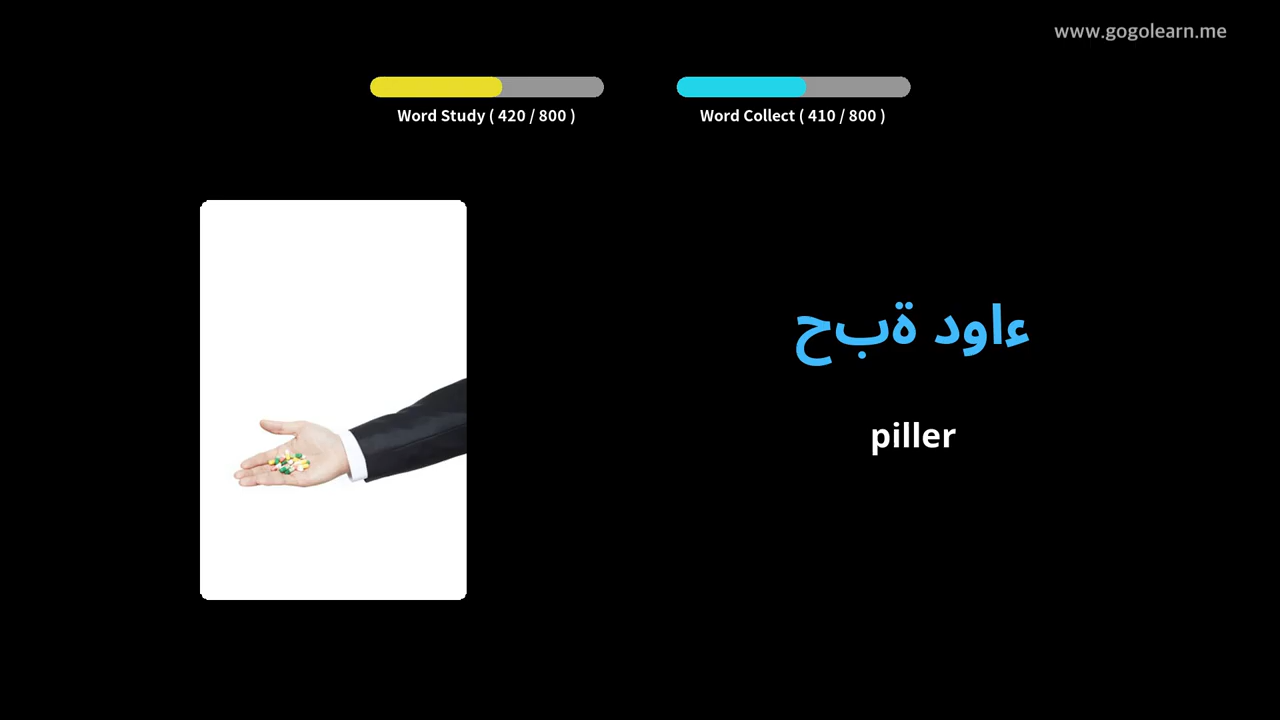 www.gogolearn.me
Word Study ( 420 / 800 )
Word Collect ( 410 / 800 )
ءاود ةبح
piller